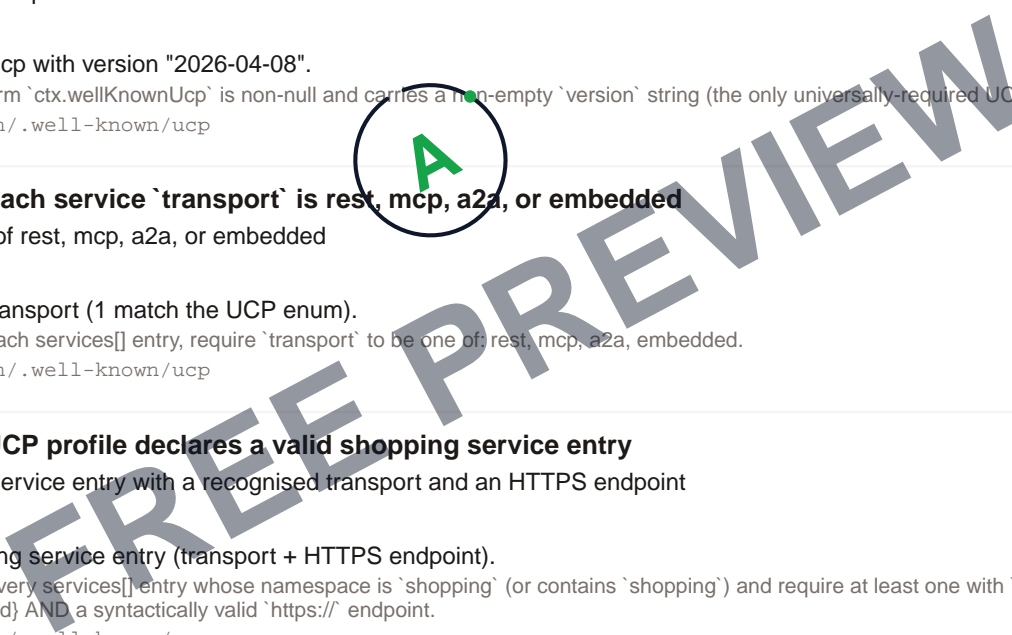 cp with version "2026-04-08".
rm `ctx.wellKnownUcp` is non-null and carries a non-empty `version` string (the only universally-required UC
n/.well-known/ucp
ach service `transport` is rest, mcp, a2a, or embedded
of rest, mcp, a2a, or embedded
ansport (1 match the UCP enum).
ach services[] entry, require `transport` to be one of: rest, mcp, a2a, embedded.
n/.well-known/ucp
UCP profile declares a valid shopping service entry
ervice entry with a recognised transport and an HTTPS endpoint
ng service entry (transport + HTTPS endpoint).
very services[] entry whose namespace is `shopping` (or contains `shopping`) and require at least one with `
d} AND a syntactically valid `https://` endpoint.
A
FREE PREVIEW